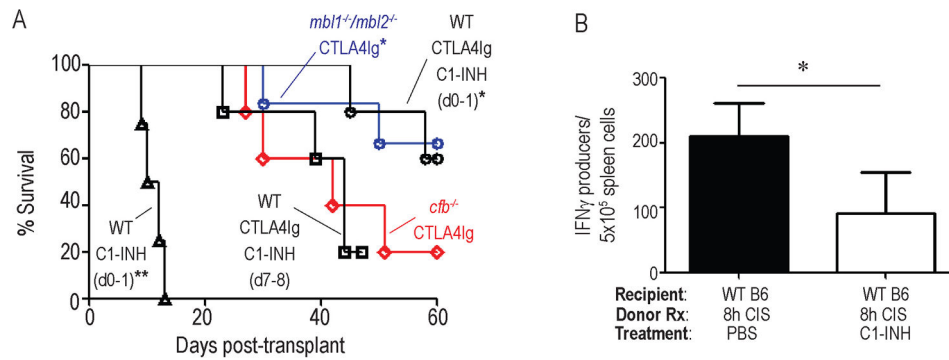 A
% Survival
100
80
60
40
20
0
0
20
40
60
Days post-transplant
mbl1-/-/mbl2-/-
CTLA4Ig*
WT
CTLA4Ig
C1-INH
(d0-1)*
WT
C1-INH
(d0-1)**
WT
CTLA4Ig
C1-INH
(d7-8)
cfb-/-
CTLA4Ig
B
IFNγ producers/
5x10⁵ spleen cells
300
200
100
0
*
Recipient: WT B6 WT B6
Donor Rx: 8h CIS 8h CIS
Treatment: PBS C1-INH